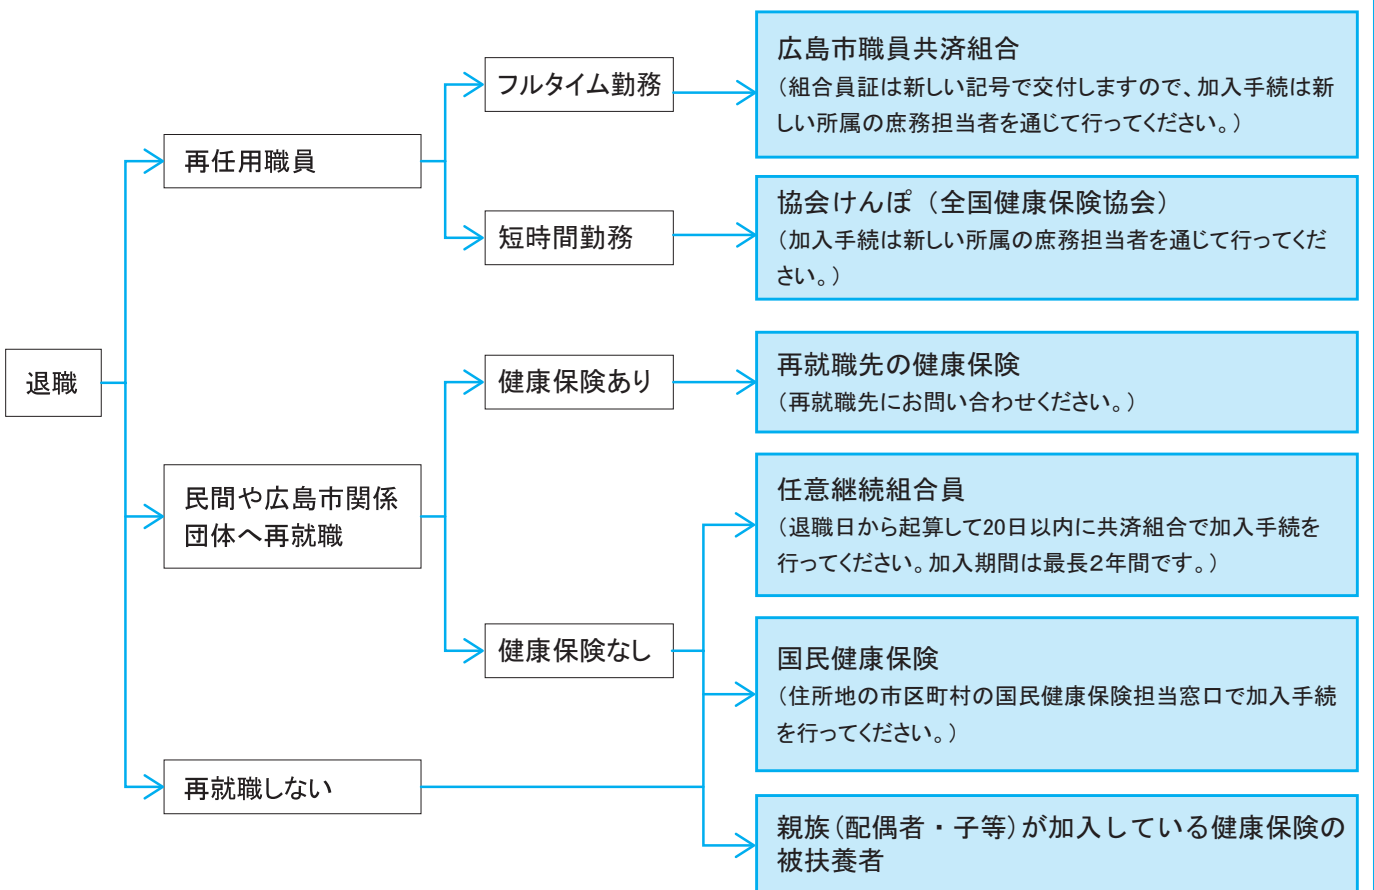 退職
再任用職員
フルタイム勤務
広島市職員共済組合
（組合員証は新しい記号で交付しますので、加入手続は新
しい所属の庶務担当者を通じて行ってください。）
短時間勤務
協会けんぽ（全国健康保険協会）
（加入手続は新しい所属の庶務担当者を通じて行ってくだ
さい。）
民間や広島市関係
団体へ再就職
健康保険あり
再就職先の健康保険
（再就職先にお問い合わせください。）
健康保険なし
任意継続組合員
（退職日から起算して20日以内に共済組合で加入手続を
行ってください。加入期間は最長２年間です。）
国民健康保険
（住所地の市区町村の国民健康保険担当窓口で加入手続
を行ってください。）
再就職しない
親族（配偶者・子等）が加入している健康保険の
被扶養者